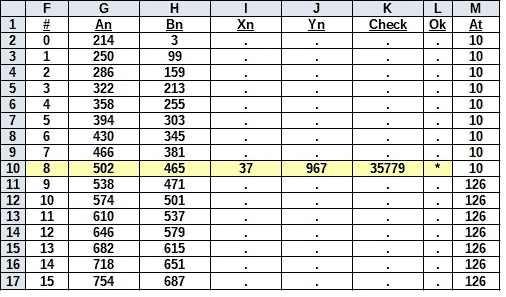 F G H I J K L M
1 # An Bn Xn Yn Check Ok At
2 0 214 3 . . . . 10
3 1 250 99 . . . . 10
4 2 286 159 . . . . 10
5 3 322 213 . . . . 10
6 4 358 255 . . . . 10
7 5 394 303 . . . . 10
8 6 430 345 . . . . 10
9 7 466 381 . . . . 10
10 8 502 465 37 967 35779 * 10
11 9 538 471 . . . . 126
12 10 574 501 . . . . 126
13 11 610 537 . . . . 126
14 12 646 579 . . . . 126
15 13 682 615 . . . . 126
16 14 718 651 . . . . 126
17 15 754 687 . . . . 126